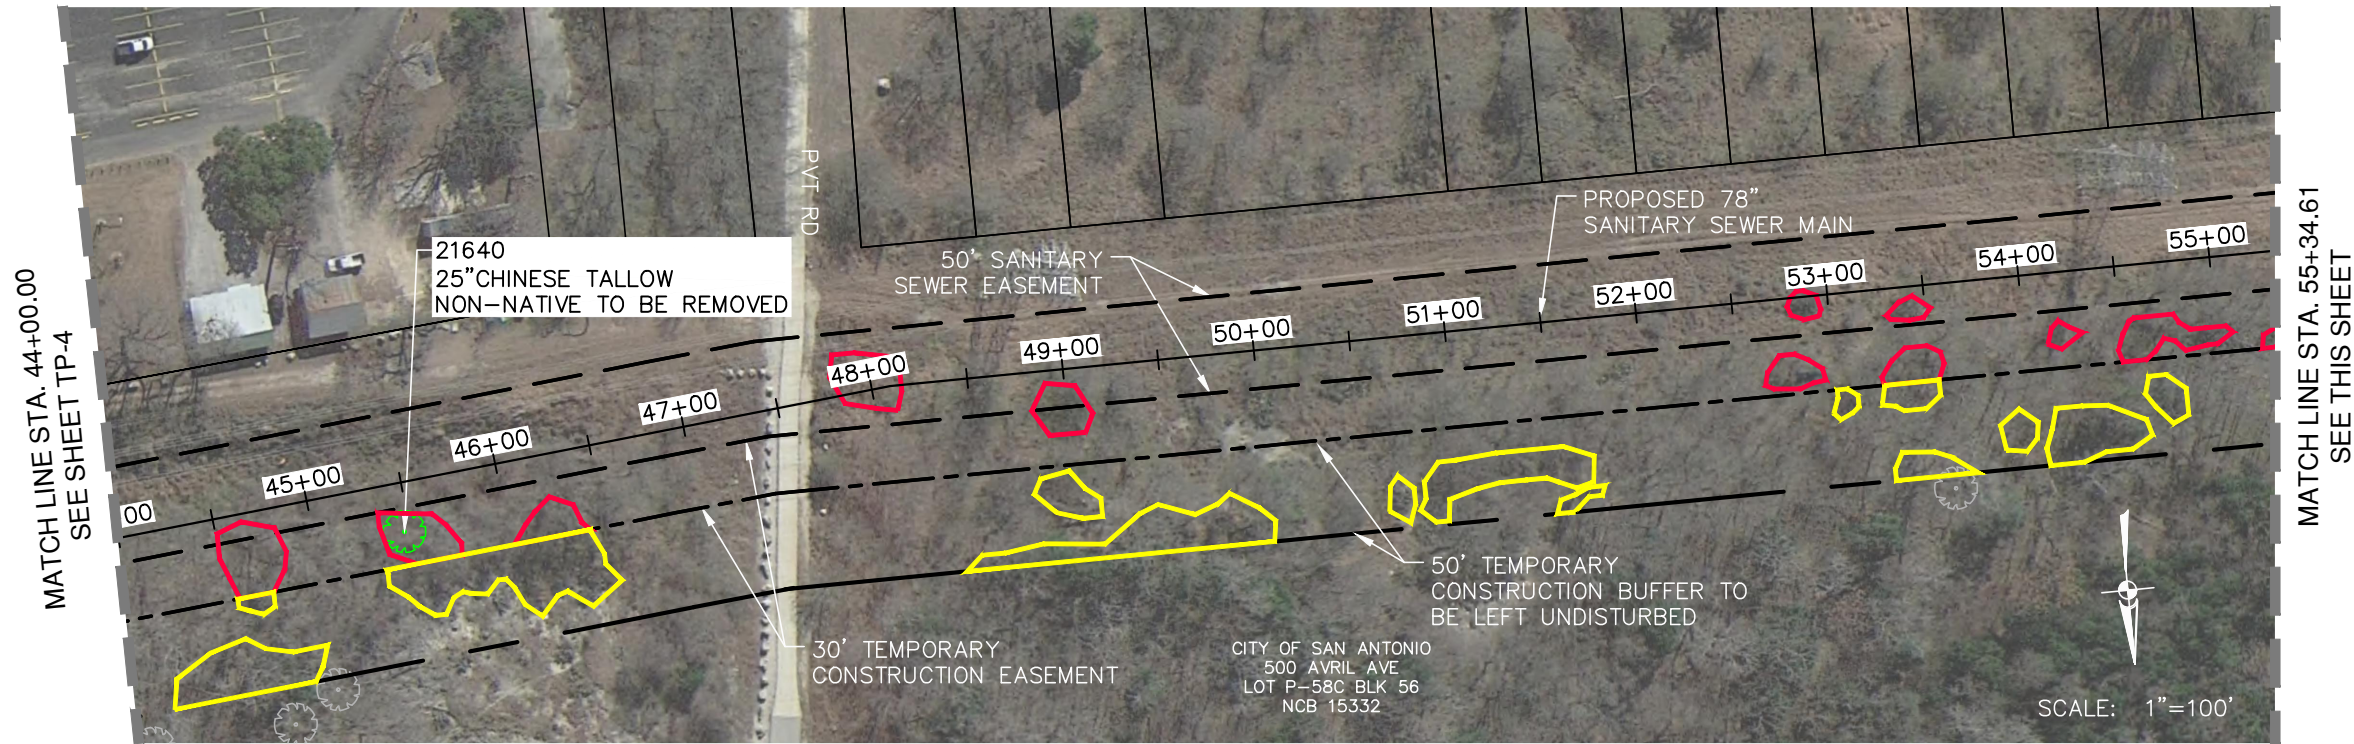 MATCH LINE STA. 44+00.00
SEE SHEET TP-4
21640
25"CHINESE TALLOW
NON-NATIVE TO BE REMOVED
PVT RD
50' SANITARY
SEWER EASEMENT
PROPOSED 78"
SANITARY SEWER MAIN
00
45+00
46+00
47+00
48+00
49+00
50+00
51+00
52+00
53+00
54+00
55+00
30' TEMPORARY
CONSTRUCTION EASEMENT
50' TEMPORARY
CONSTRUCTION BUFFER TO
BE LEFT UNDISTURBED
CITY OF SAN ANTONIO
500 AVRIL AVE
LOT P-58C BLK 56
NCB 15332
SCALE: 1"=100'
MATCH LINE STA. 55+34.61
SEE THIS SHEET